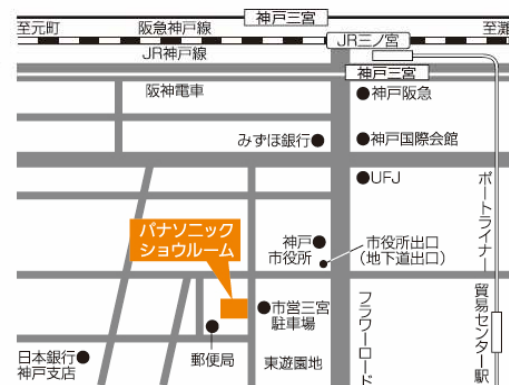 神戸三宮
至元町
阪急神戸線
至灘
JR三ノ宮
JR神戸線
神戸三宮
阪神電車
神戸阪急
みずほ銀行
神戸国際会館
UFJ
ポートライナー
パナソニック
ショウルーム
神戸
市役所
市役所出口
（地下道出口）
貿易センター駅
フラワーロード
市営三宮
駐車場
郵便局
東遊園地
日本銀行
神戸支店